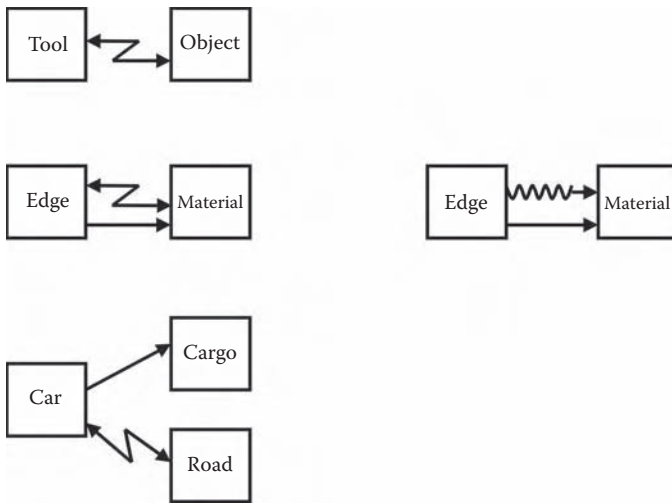 Tool
Object
Edge
Material
Edge
Material
Car
Cargo
Road